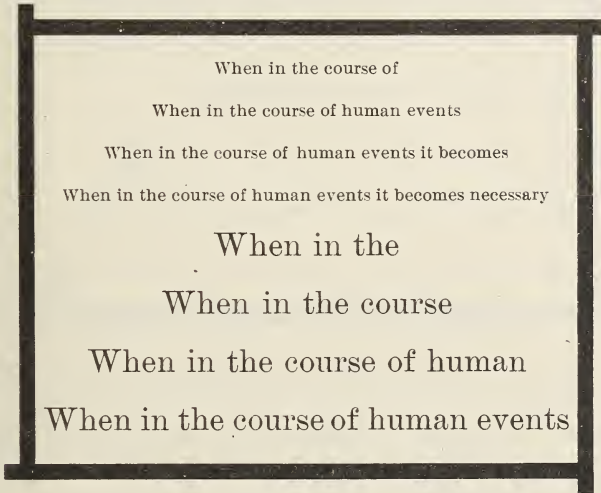 When in the course of
When in the course of human events
When in the course of human events it becomes
When in the course of human events it becomes necessary
When in the
When in the course
When in the course of human
When in the course of human events